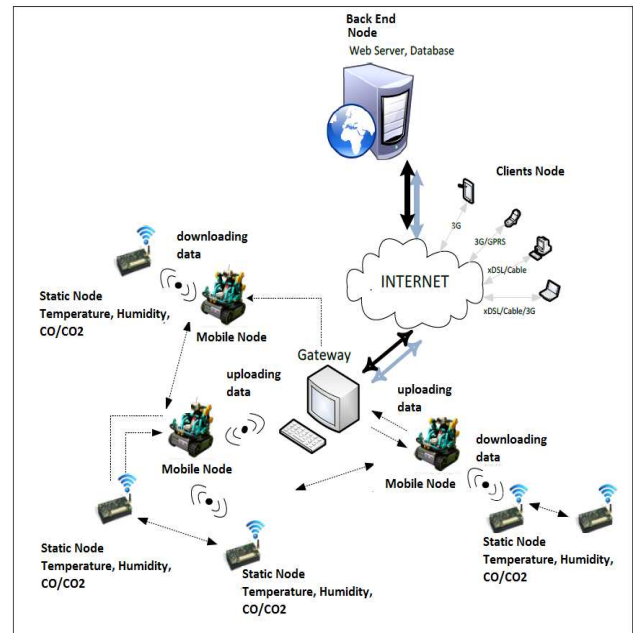 Back End
Node
Web Server, Database
Clients Node
3G
3G/GPRS
xDSL/Cable
xDSL/Cable/3G
INTERNET
downloading
data
Static Node
Temperature, Humidity,
CO/CO2
Mobile Node
Gateway
uploading
data
uploading
data
Mobile Node
downloading
data
Mobile Node
Static Node
Temperature, Humidity,
CO/CO2
Static Node
Temperature, Humidity,
CO/CO2
Static Node
Temperature, Humidity,
CO/CO2